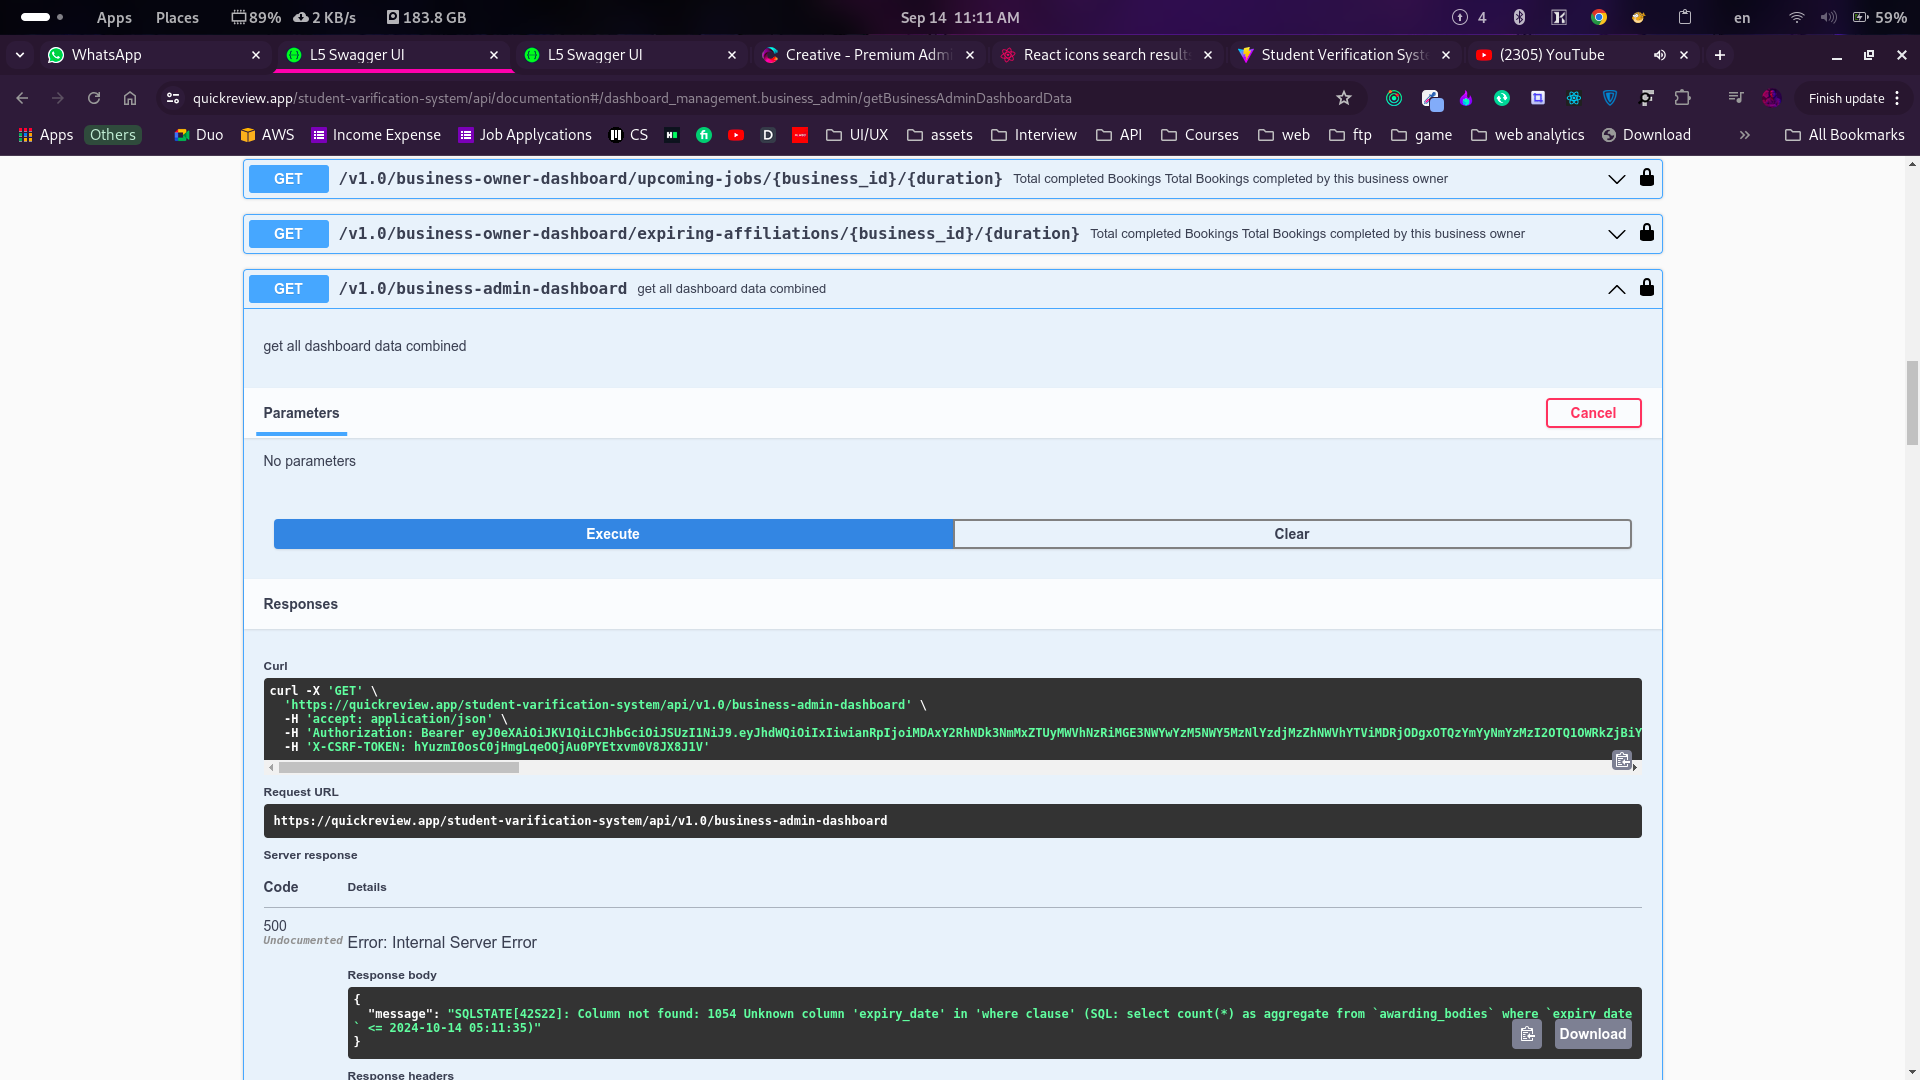 Apps Places 89% 2 KB/s 183.8 GB Sep 14 11:11 AM 4 en 59%
WhatsApp L5 Swagger UI L5 Swagger UI Creative - Premium Adm React icons search result Student Verification Syst (2305) YouTube
quickreview.app/student-varification-system/api/documentation#/dashboard_management.business_admin/getBusinessAdminDashboardData Finish update
Apps Others Duo AWS Income Expense Job Applycations CS UI/UX assets Interview API Courses web ftp game web analytics Download » All Bookmarks
GET /v1.0/business-owner-dashboard/upcoming-jobs/{business_id}/{duration} Total completed Bookings Total Bookings completed by this business owner
GET /v1.0/business-owner-dashboard/expiring-affiliations/{business_id}/{duration} Total completed Bookings Total Bookings completed by this business owner
GET /v1.0/business-admin-dashboard get all dashboard data combined
get all dashboard data combined
Parameters Cancel
No parameters
Execute Clear
Responses
Curl
curl -X 'GET' \
'https://quickreview.app/student-varification-system/api/v1.0/business-admin-dashboard' \
-H 'accept: application/json' \
-H 'Authorization: Bearer
-H 'X-CSRF-TOKEN: hYuzmI0osC0jHmgLqeOQjAu0PYEtxvm0V8JX8J1V'
Request URL
https://quickreview.app/student-varification-system/api/v1.0/business-admin-dashboard
Server response
Code Details
500
Undocumented Error: Internal Server Error
Response body
{
"message": "SQLSTATE[42S22]: Column not found: 1054 Unknown column 'expiry_date' in 'where clause' (SQL: select count(*) as aggregate from `awarding_bodies` where `expiry_date
` <= 2024-10-14 05:11:35)"
}
Download
Response headers